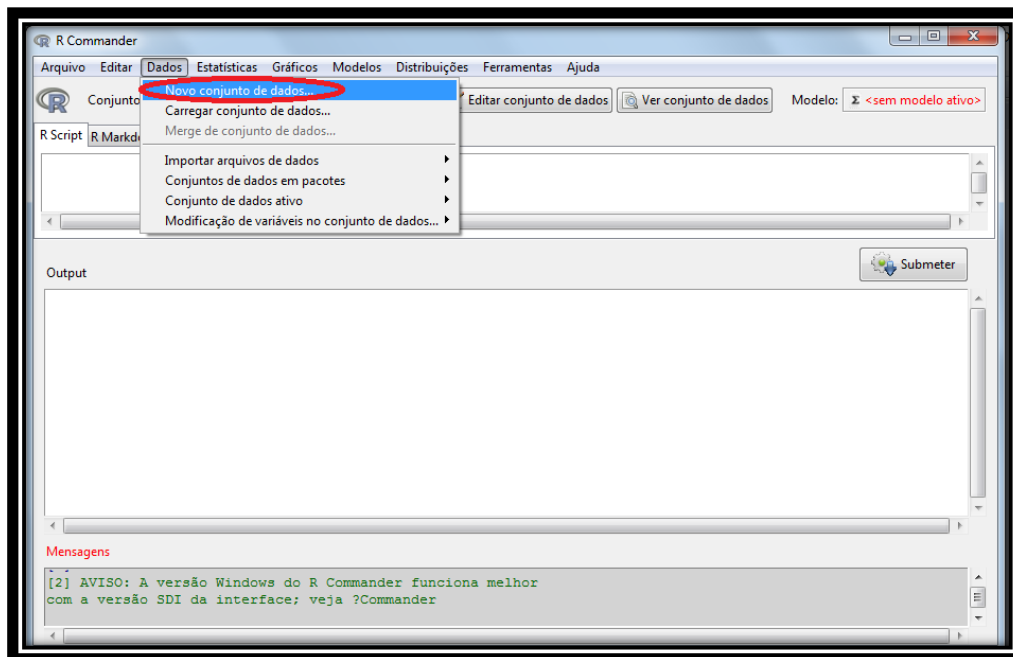 R Commander
Arquivo Editar Dados Estatísticas Gráficos Modelos Distribuições Ferramentas Ajuda
Novo conjunto de dados...
Carregar conjunto de dados...
Merge de conjunto de dados...
Importar arquivos de dados
Conjuntos de dados em pacotes
Conjunto de dados ativo
Modificação de variáveis no conjunto de dados...
R Conjunto Editar conjunto de dados Ver conjunto de dados Modelo: Σ <sem modelo ativo>
R Script R Markd
Output
Submeter
Mensagens
[2] AVISO: A versão Windows do R Commander funciona melhor
com a versão SDI da interface; veja ?Commander